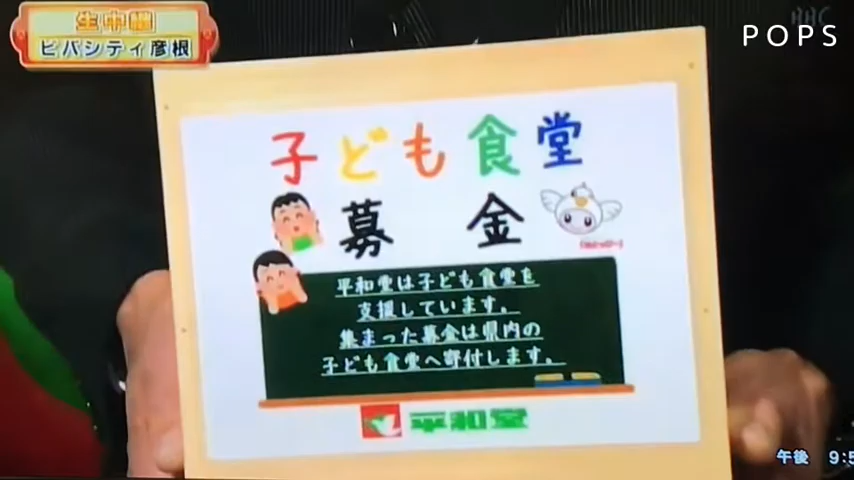 生中継
ビバシティ彦根
POPS
子ども食堂
募金
平和堂は子ども食堂を
支援しています。
集まった募金は県内の
子ども食堂へ寄付します。
平和堂
午後 9:5